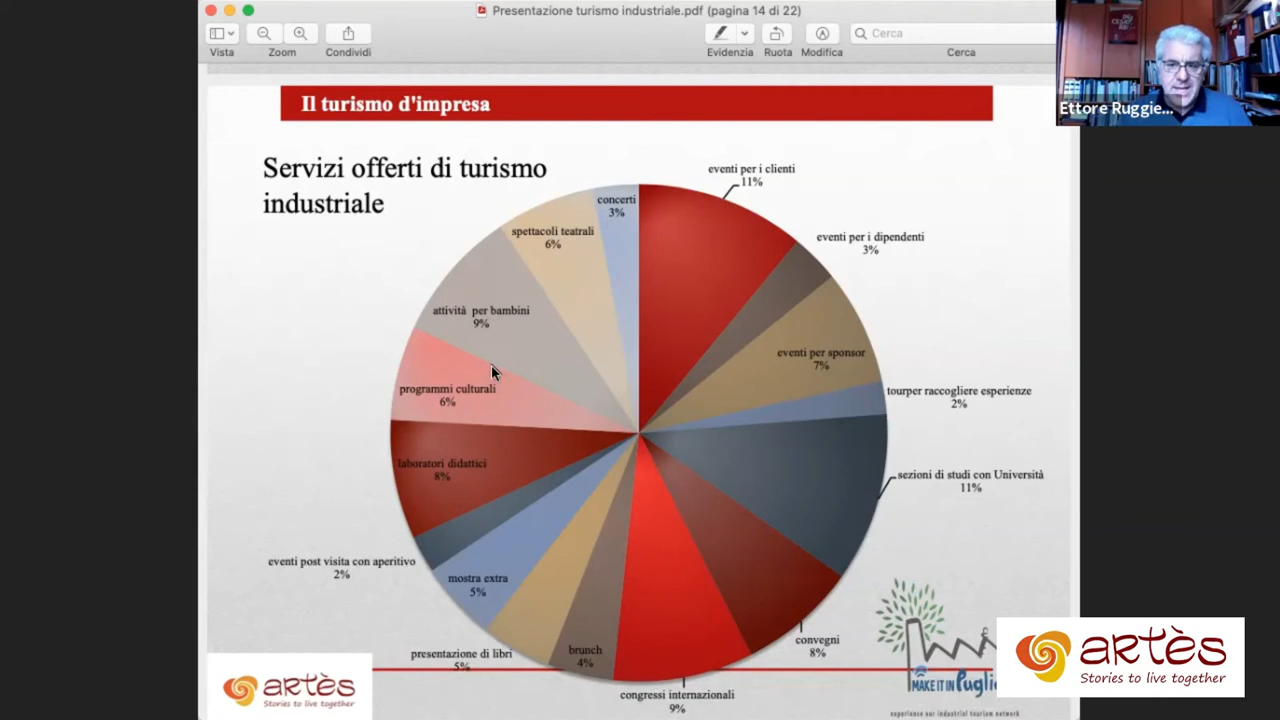 Presentazione turismo industriale.pdf (pagina 14 di 22)
Cerca
Vista
Zoom
Condividi
Evidenzia
Ruota
Modifica
Cerca
Ettore Ruggie...
Il turismo d'impresa
Servizi offerti di turismo
industriale
eventi per i clienti
11%
eventi per i dipendenti
3%
eventi per sponsor
7%
tourper raccogliere esperienze
2%
sezioni di studi con Università
11%
convegni
8%
congressi internazionali
9%
brunch
4%
presentazione di libri
5%
mostra extra
5%
eventi post visita con aperitivo
2%
laboratori didattici
8%
programmi culturali
6%
attività per bambini
9%
spettacoli teatrali
6%
concerti
3%
artès
Stories to live together
MAKE IT IN Puglia
experience our industrial tourism network
artès
Stories to live together